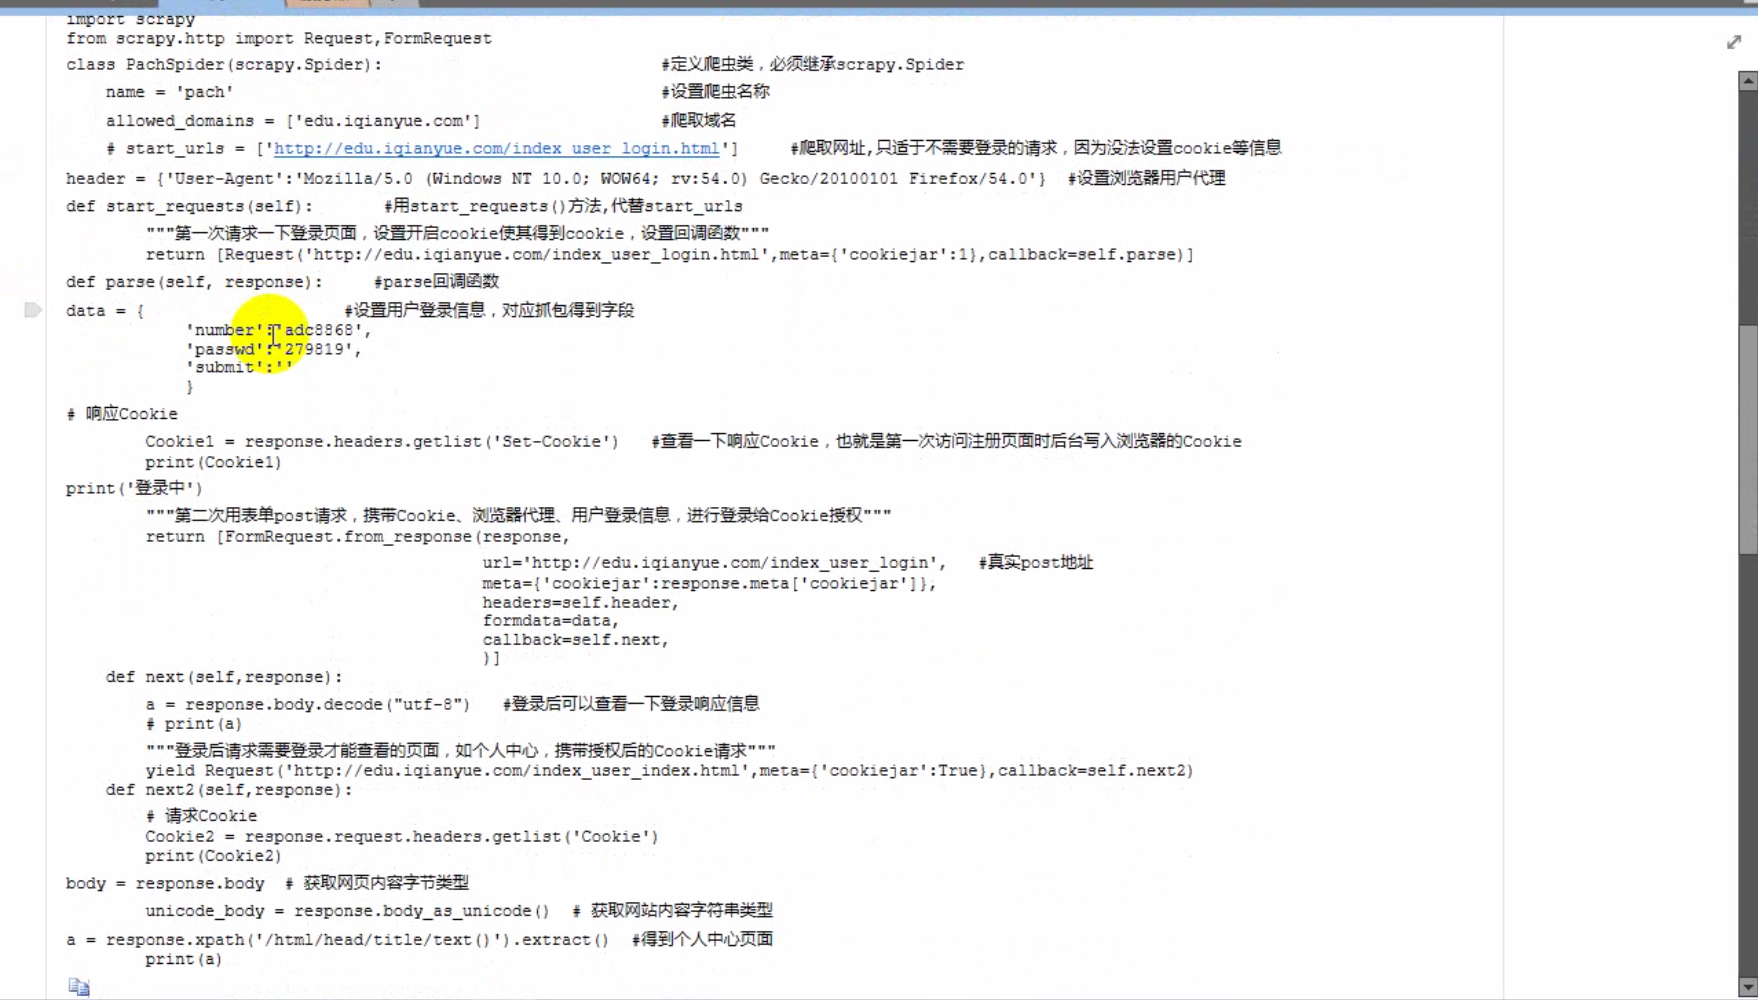 import scrapy
from scrapy.http import Request,FormRequest
class PachSpider(scrapy.Spider): #定义爬虫类，必须继承scrapy.Spider
name = 'pach' #设置爬虫名称
allowed_domains = ['edu.iqianyue.com'] #爬取域名
# start_urls = ['http://edu.iqianyue.com/index_user_login.html'] #爬取网址,只适于不需要登录的请求，因为没法设置cookie等信息
header = {'User-Agent':'Mozilla/5.0 (Windows NT 10.0; WOW64; rv:54.0) Gecko/20100101 Firefox/54.0'} #设置浏览器用户代理
def start_requests(self): #用start_requests()方法,代替start_urls
"""第一次请求一下登录页面，设置开启cookie使其得到cookie，设置回调函数"""
return [Request('http://edu.iqianyue.com/index_user_login.html',meta={'cookiejar':1},callback=self.parse)]
def parse(self, response): #parse回调函数
data = { #设置用户登录信息，对应抓包得到字段
'number':'adc8868',
'passwd':'279819',
'submit':''
}
# 响应Cookie
Cookie1 = response.headers.getlist('Set-Cookie') #查看一下响应Cookie，也就是第一次访问注册页面时后台写入浏览器的Cookie
print(Cookie1)
print('登录中')
"""第二次用表单post请求，携带Cookie、浏览器代理、用户登录信息，进行登录给Cookie授权"""
return [FormRequest.from_response(response,
url='http://edu.iqianyue.com/index_user_login', #真实post地址
meta={'cookiejar':response.meta['cookiejar']},
headers=self.header,
formdata=data,
callback=self.next,
)]
def next(self,response):
a = response.body.decode("utf-8") #登录后可以查看一下登录响应信息
# print(a)
"""登录后请求需要登录才能查看的页面，如个人中心，携带授权后的Cookie请求"""
yield Request('http://edu.iqianyue.com/index_user_index.html',meta={'cookiejar':True},callback=self.next2)
def next2(self,response):
# 请求Cookie
Cookie2 = response.request.headers.getlist('Cookie')
print(Cookie2)
body = response.body # 获取网页内容字节类型
unicode_body = response.body_as_unicode() # 获取网站内容字符串类型
a = response.xpath('/html/head/title/text()').extract() #得到个人中心页面
print(a)